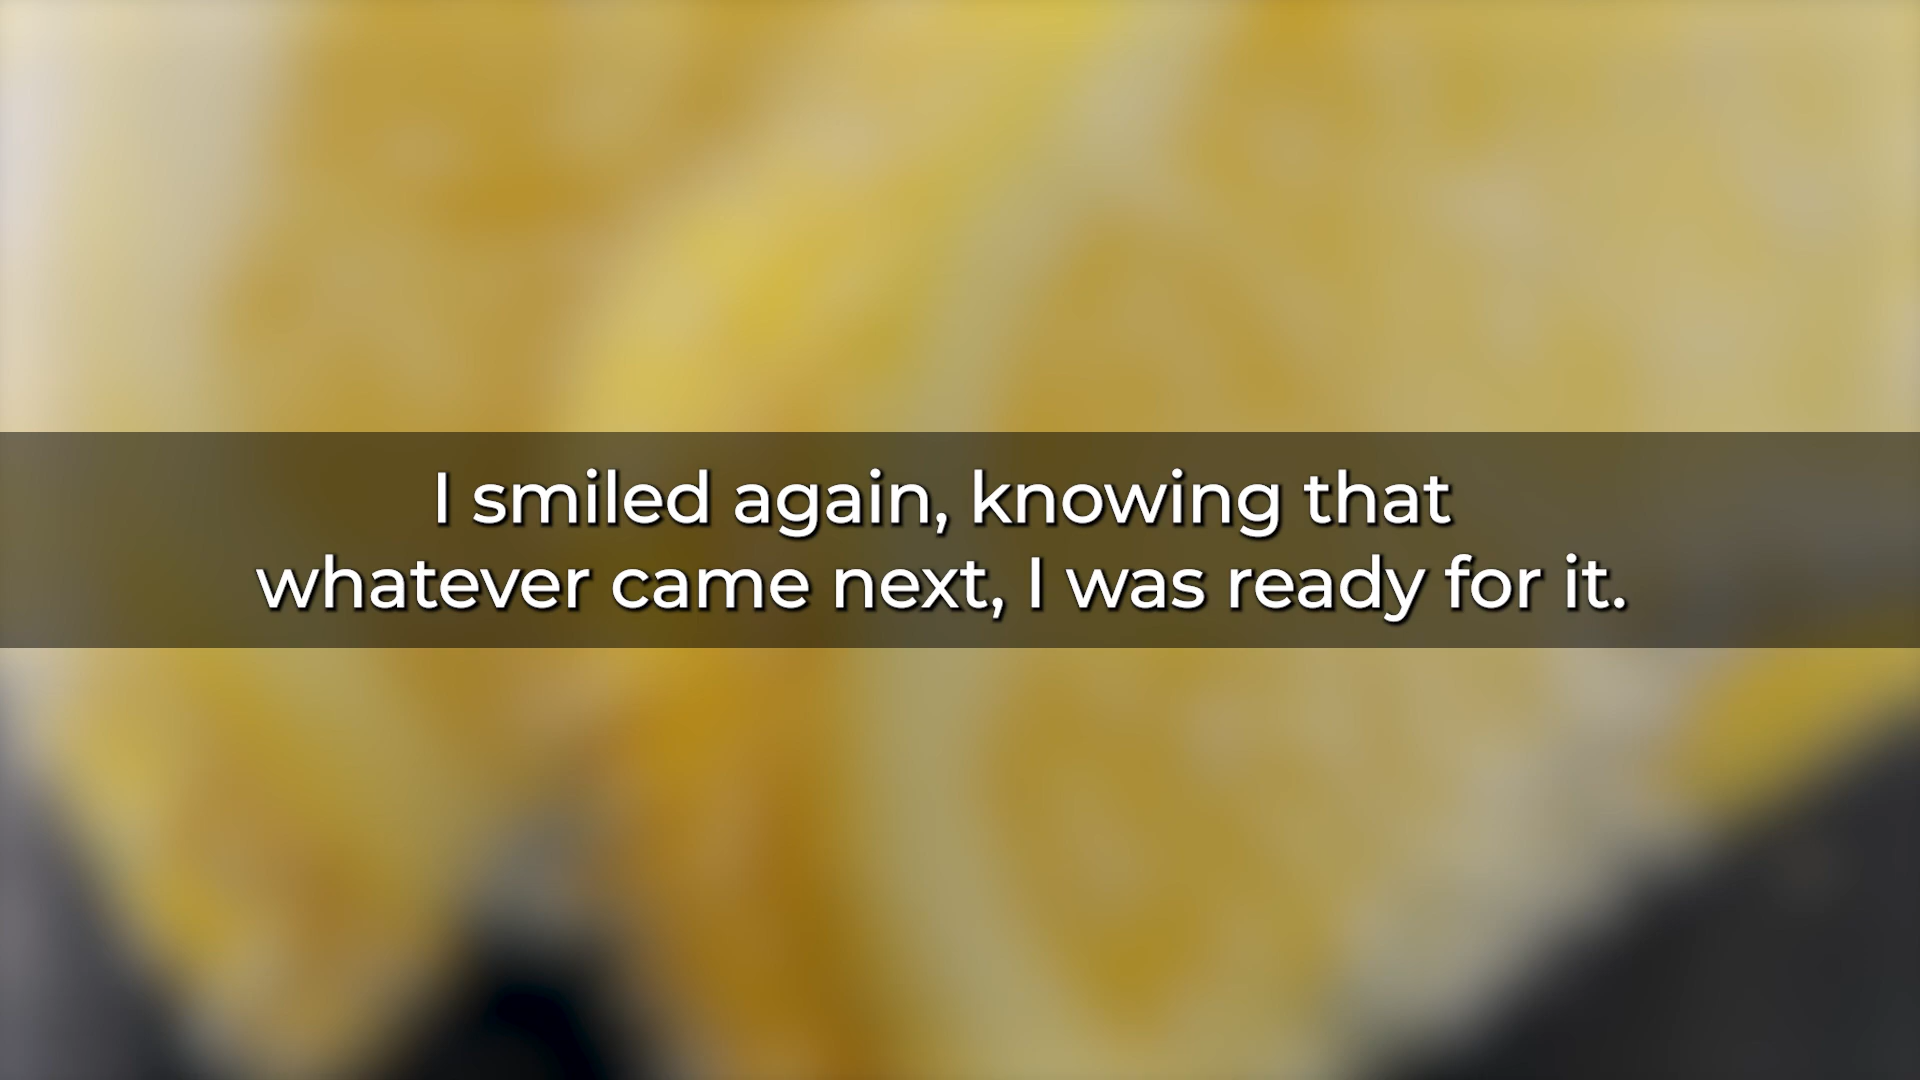 I smiled again, knowing that
whatever came next, I was ready for it.